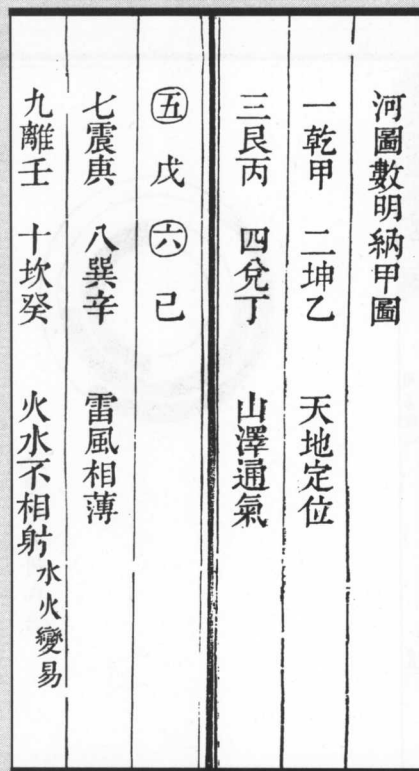 河圖數明納甲圖
一乾甲 二坤乙 天地定位
三艮丙 四兌丁 山澤通氣
五 戊 六 己
七震庚 八巽辛 雷風相薄
九離壬 十坎癸 火水不相射 水火變易